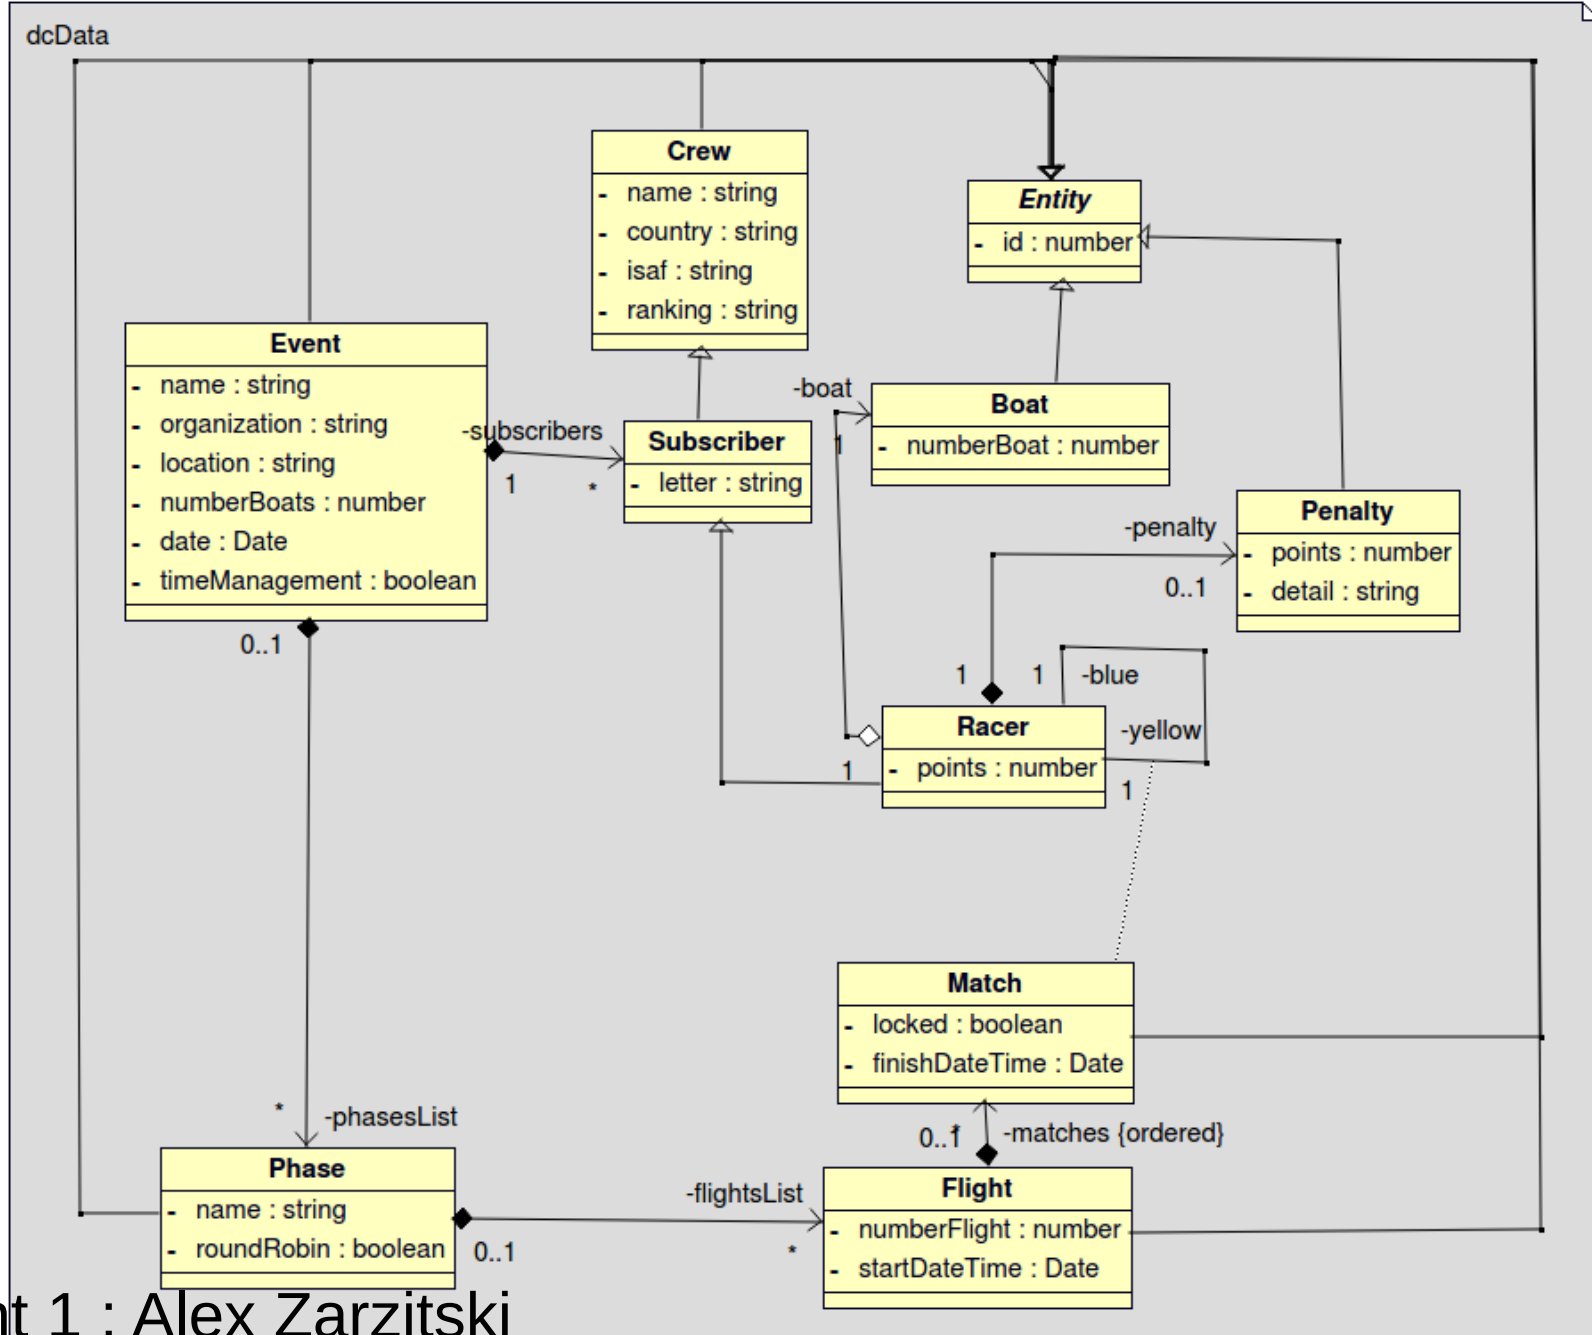 dcData
Crew
- name : string
- country : string
- isaf : string
- ranking : string
Entity
- id : number
Event
- name : string
- organization : string
- location : string
- numberBoats : number
- date : Date
- timeManagement : boolean
-subscribers
1
*
Subscriber
- letter : string
-boat
1
Boat
- numberBoat : number
Penalty
- points : number
- detail : string
-penalty
0..1
0..1
1
1
-blue
-yellow
1
Racer
- points : number
1
Match
- locked : boolean
- finishDateTime : Date
*
-phasesList
0..1
*
-matches {ordered}
Phase
- name : string
- roundRobin : boolean
0..1
-flightsList
*
Flight
- numberFlight : number
- startDateTime : Date
1 : Alex Zarzitski